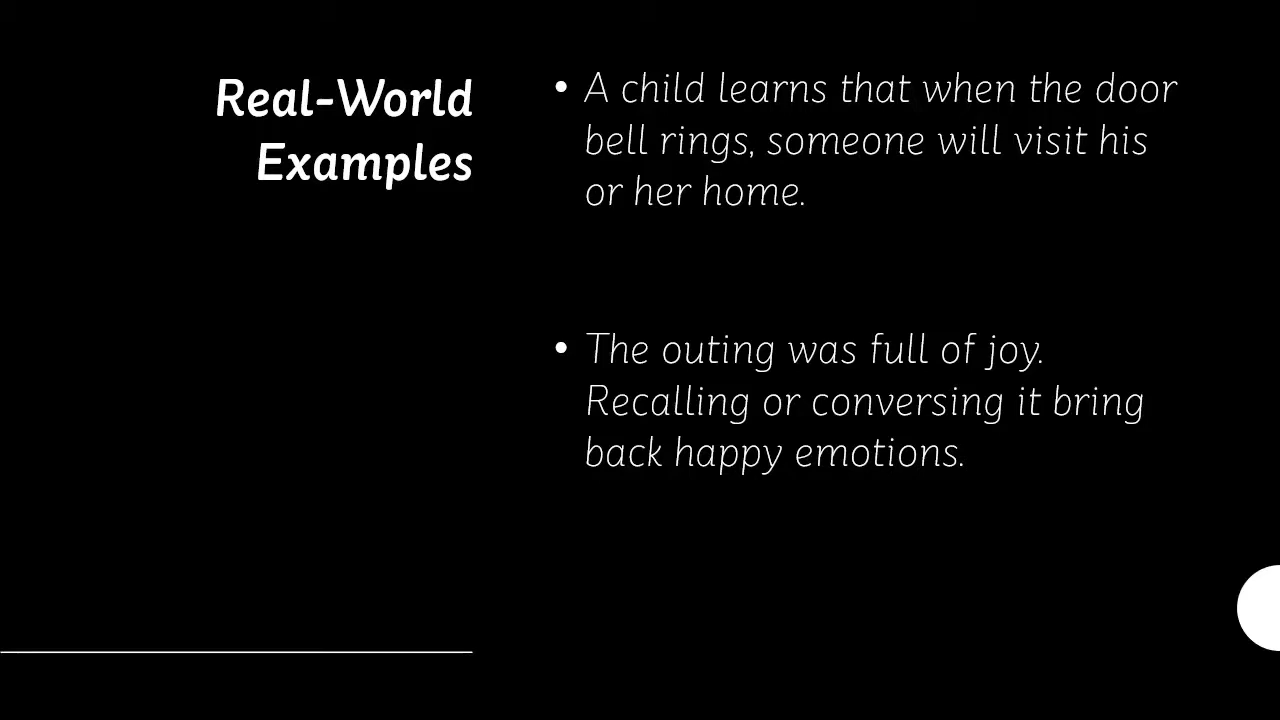 Real-World
Examples
• A child learns that when the door
bell rings, someone will visit his
or her home.
• The outing was full of joy.
Recalling or conversing it bring
back happy emotions.